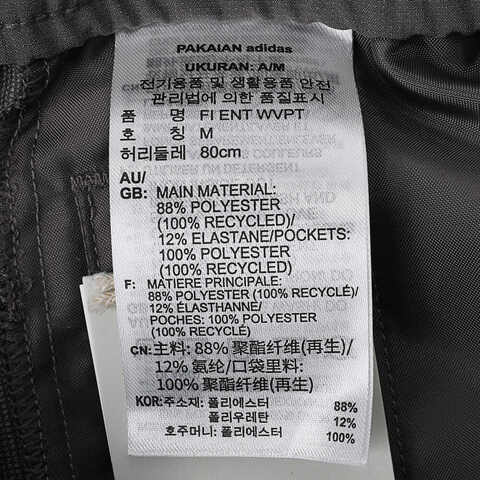 PAKAIAN adidas
UKURAN: A/M
전기용품 및 생활용품 안전
관리법에 의한 품질표시
품 명 FI ENT WVPT
호 칭 M
허리둘레 80cm
AU/
GB: MAIN MATERIAL:
88% POLYESTER
(100% RECYCLED)/
12% ELASTANE/POCKETS:
100% POLYESTER
(100% RECYCLED)
F: MATIERE PRINCIPALE:
88% POLYESTER (100% RECYCLÉ)/
12% ÉLASTHANNE/
POCHES: 100% POLYESTER
(100% RECYCLÉ)
CN: 主料: 88% 聚酯纤维(再生)/
12% 氨纶/口袋里料:
100% 聚酯纤维(再生)
KOR: 주소재: 폴리에스터 88%
폴리우레탄 12%
호주머니: 폴리에스터 100%